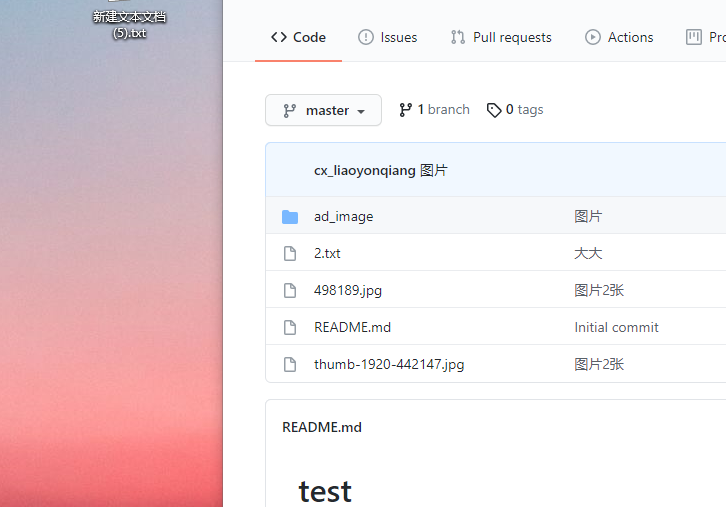 新建文本文档
(5).txt
Code Issues Pull requests Actions
master 1 branch 0 tags
cx_liaoyonqiang 图片
ad_image 图片
2.txt 大大
498189.jpg 图片2张
README.md Initial commit
thumb-1920-442147.jpg 图片2张
README.md
test